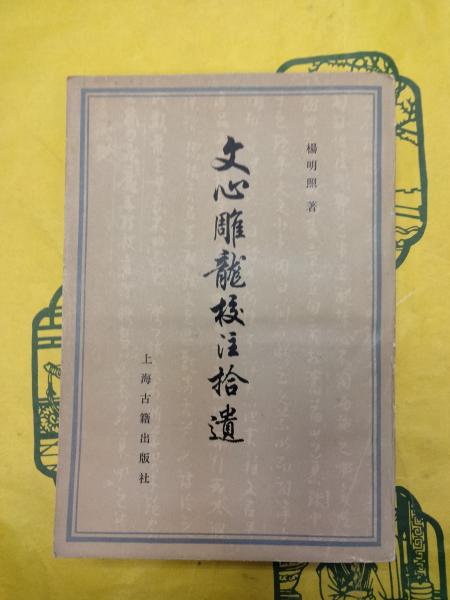 楊明照 著
文心雕龍校注拾遺
上海古籍出版社